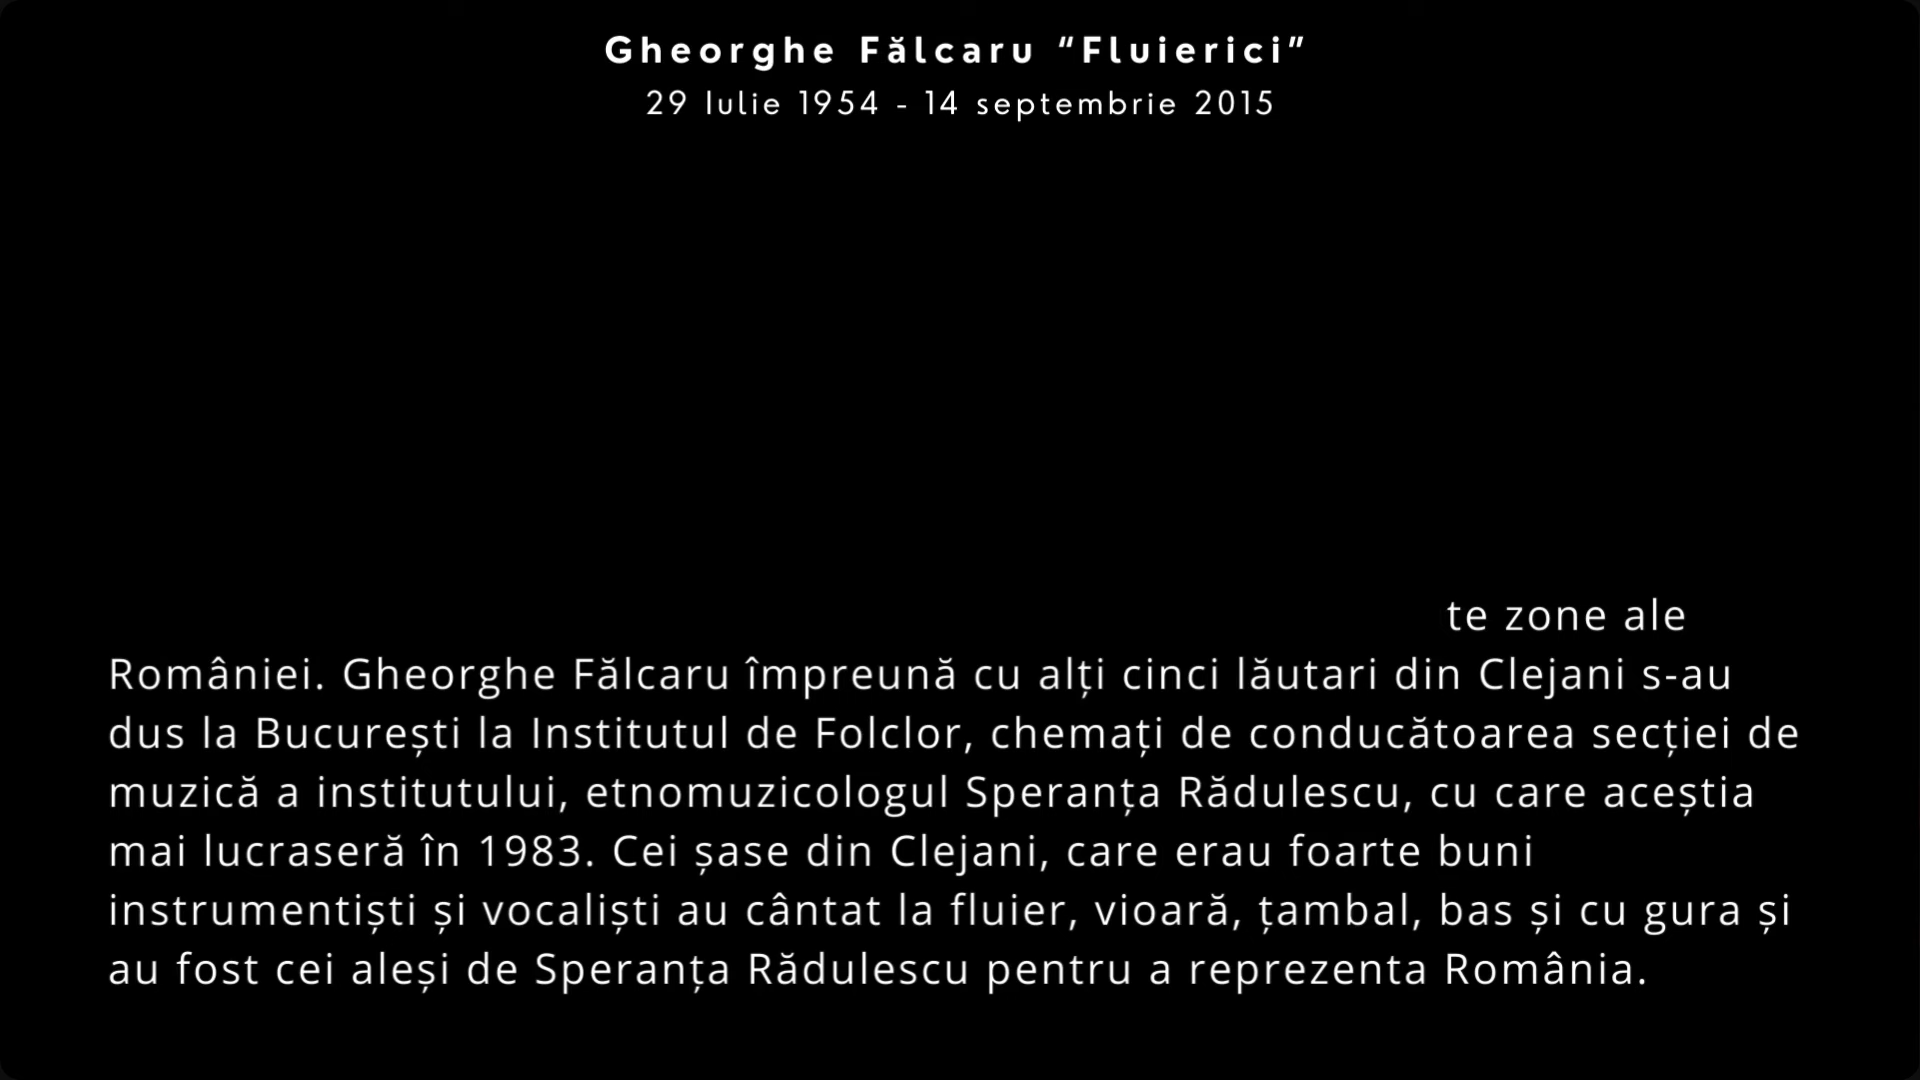 Gheorghe Fălcaru “Fluierici”
29 Iulie 1954 - 14 septembrie 2015
te zone ale
României. Gheorghe Fălcaru împreună cu alți cinci lăutari din Clejani s-au
dus la București la Institutul de Folclor, chemați de conducătoarea secției de
muzică a institutului, etnomuzicologul Speranța Rădulescu, cu care aceștia
mai lucraseră în 1983. Cei șase din Clejani, care erau foarte buni
instrumentiști și vocaliști au cântat la fluier, vioară, țambal, bas și cu gura și
au fost cei aleși de Speranța Rădulescu pentru a reprezenta România.